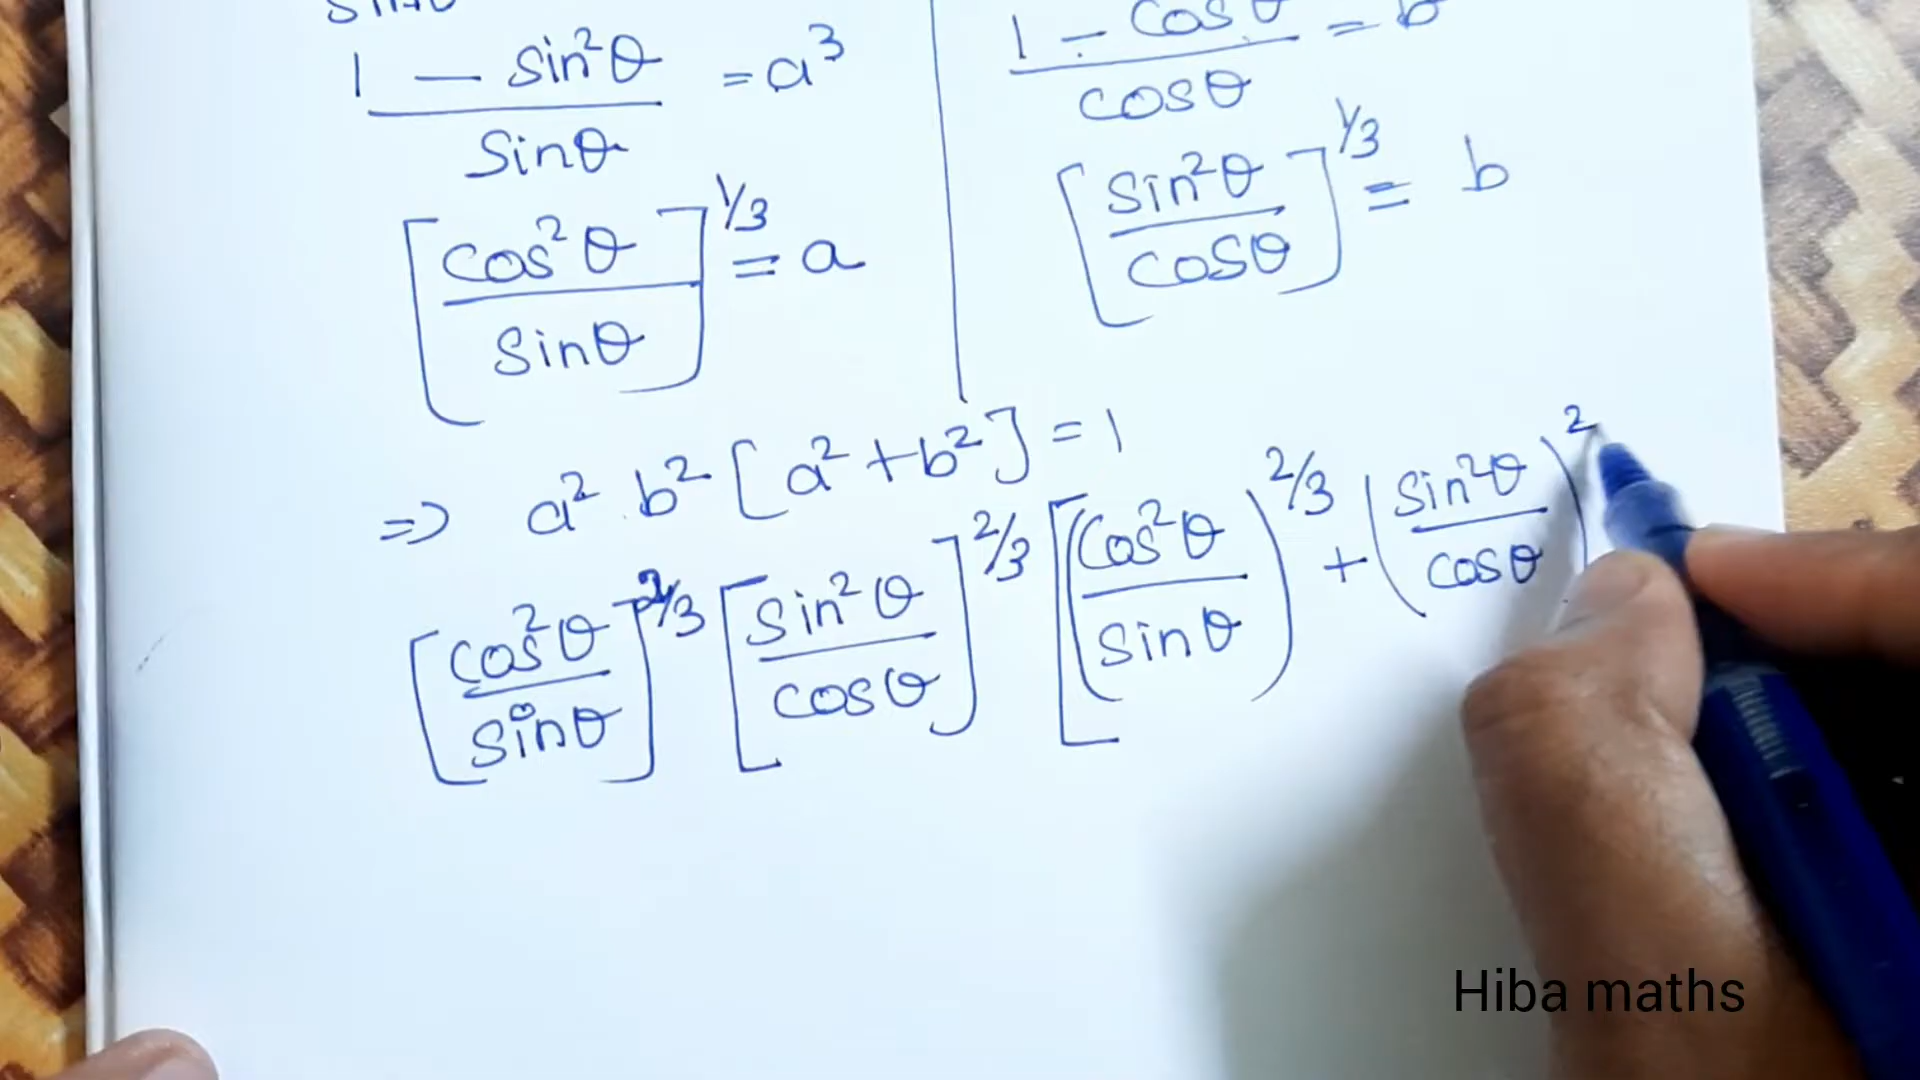 1 - sin²θ / sinθ = a³
1 - cosθ / cosθ = b
[cos²θ / sinθ]^1/3 = a
[sin²θ / cosθ]^1/3 = b
=> a² . b² [a² + b²] = 1
[cos²θ / sinθ]^2/3 [sin²θ / cosθ]^2/3 [(cos²θ / sinθ)^2/3 + (sin²θ / cosθ)^2
Hiba maths